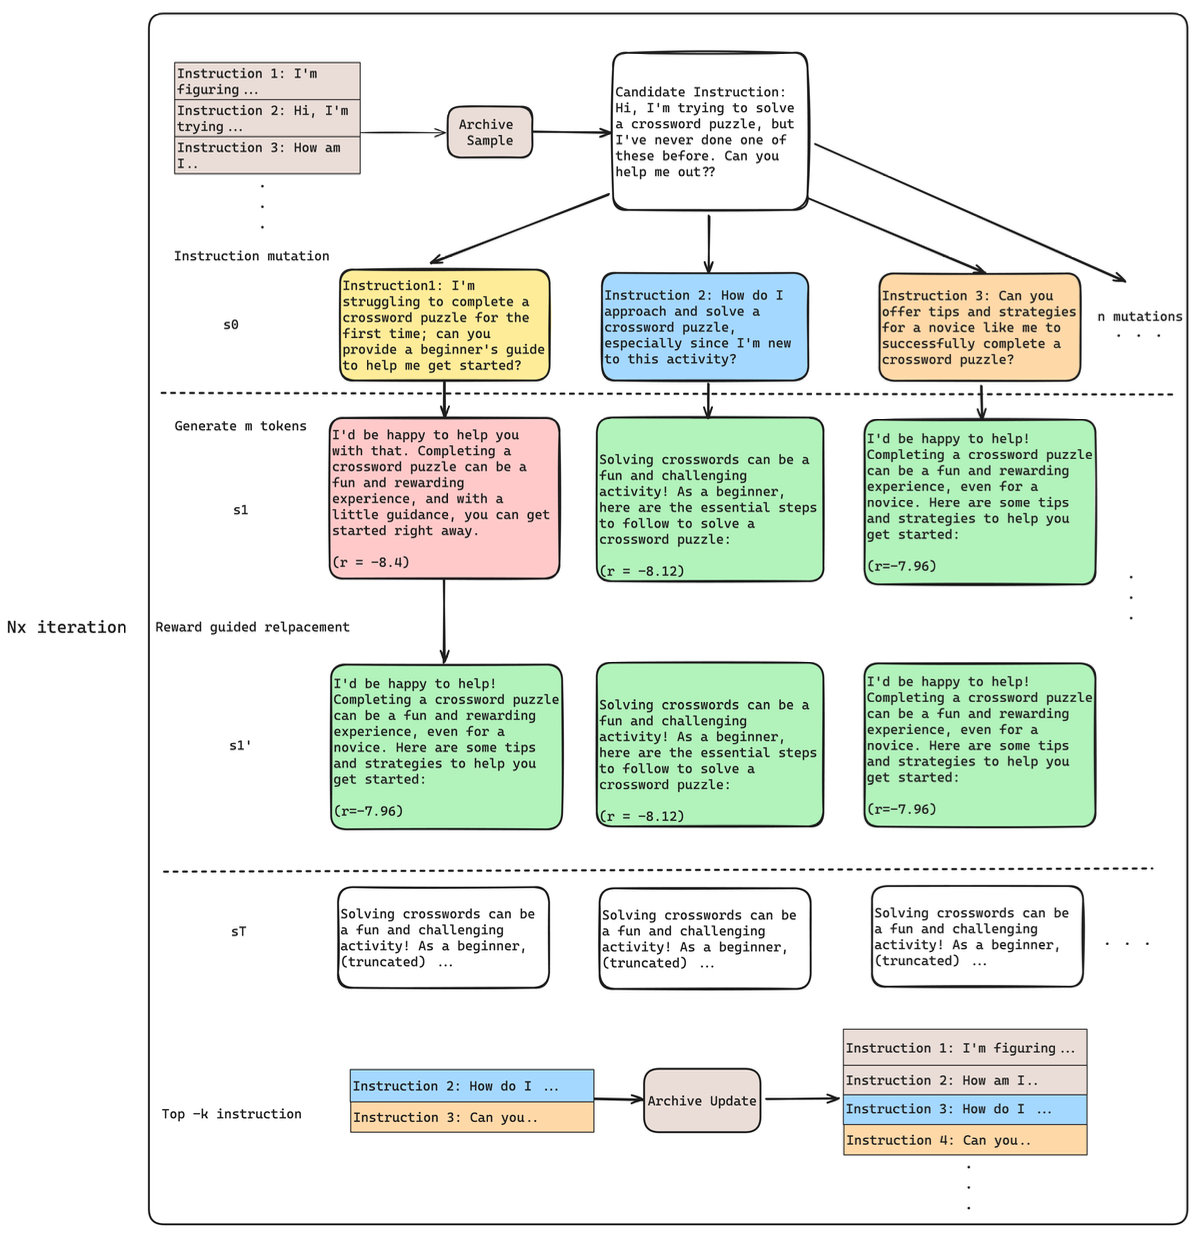 Instruction 1: I'm
figuring ...
Instruction 2: Hi, I'm
trying ...
Instruction 3: How am
I..
Archive
Sample
Candidate Instruction:
Hi, I'm trying to solve
a crossword puzzle, but
I've never done one of
these before. Can you
help me out??
Instruction mutation
s0
Instruction1: I'm
struggling to complete a
crossword puzzle for the
first time; can you
provide a beginner's guide
to help me get started?
Instruction 2: How do I
approach and solve a
crossword puzzle,
especially since I'm new
to this activity?
Instruction 3: Can you
offer tips and strategies
for a novice like me to
successfully complete a
crossword puzzle?
n mutations
. . .
Generate m tokens
s1
I'd be happy to help you
with that. Completing a
crossword puzzle can be a
fun and rewarding
experience, and with a
little guidance, you can get
started right away.
(r = -8.4)
Solving crosswords can be a
fun and challenging
activity! As a beginner,
here are the essential steps
to follow to solve a
crossword puzzle:
(r = -8.12)
I'd be happy to help!
Completing a crossword puzzle
can be a fun and rewarding
experience, even for a
novice. Here are some tips
and strategies to help you
get started:
(r=-7.96)
Nx iteration
Reward guided relpacement
s1'
I'd be happy to help!
Completing a crossword puzzle
can be a fun and rewarding
experience, even for a
novice. Here are some tips
and strategies to help you
get started:
(r=-7.96)
Solving crosswords can be a
fun and challenging
activity! As a beginner,
here are the essential steps
to follow to solve a
crossword puzzle:
(r = -8.12)
I'd be happy to help!
Completing a crossword puzzle
can be a fun and rewarding
experience, even for a
novice. Here are some tips
and strategies to help you
get started:
(r=-7.96)
sT
Solving crosswords can be
a fun and challenging
activity! As a beginner,
(truncated) ...
Solving crosswords can be
a fun and challenging
activity! As a beginner,
(truncated) ...
Solving crosswords can be
a fun and challenging
activity! As a beginner,
(truncated) ...
. . .
Top -k instruction
Instruction 2: How do I ...
Instruction 3: Can you..
Archive Update
Instruction 1: I'm figuring ...
Instruction 2: How am I..
Instruction 3: How do I ...
Instruction 4: Can you..